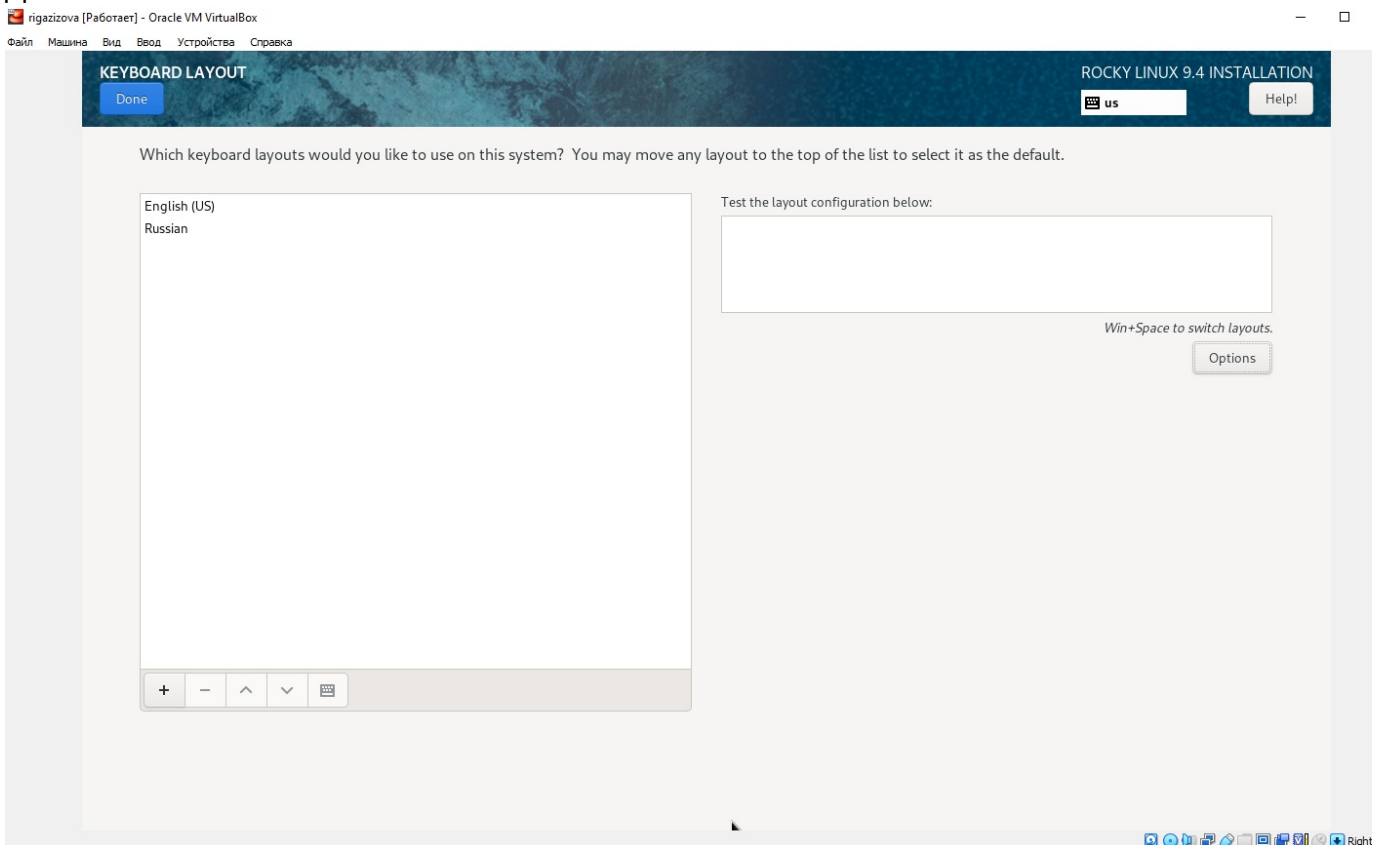 rigazizova [Работает] - Oracle VM VirtualBox
Файл Машина Вид Ввод Устройства Справка
KEYBOARD LAYOUT
ROCKY LINUX 9.4 INSTALLATION
Done
us
Help!
Which keyboard layouts would you like to use on this system? You may move any layout to the top of the list to select it as the default.
English (US)
Russian
Test the layout configuration below:
Win+Space to switch layouts.
Options
Right